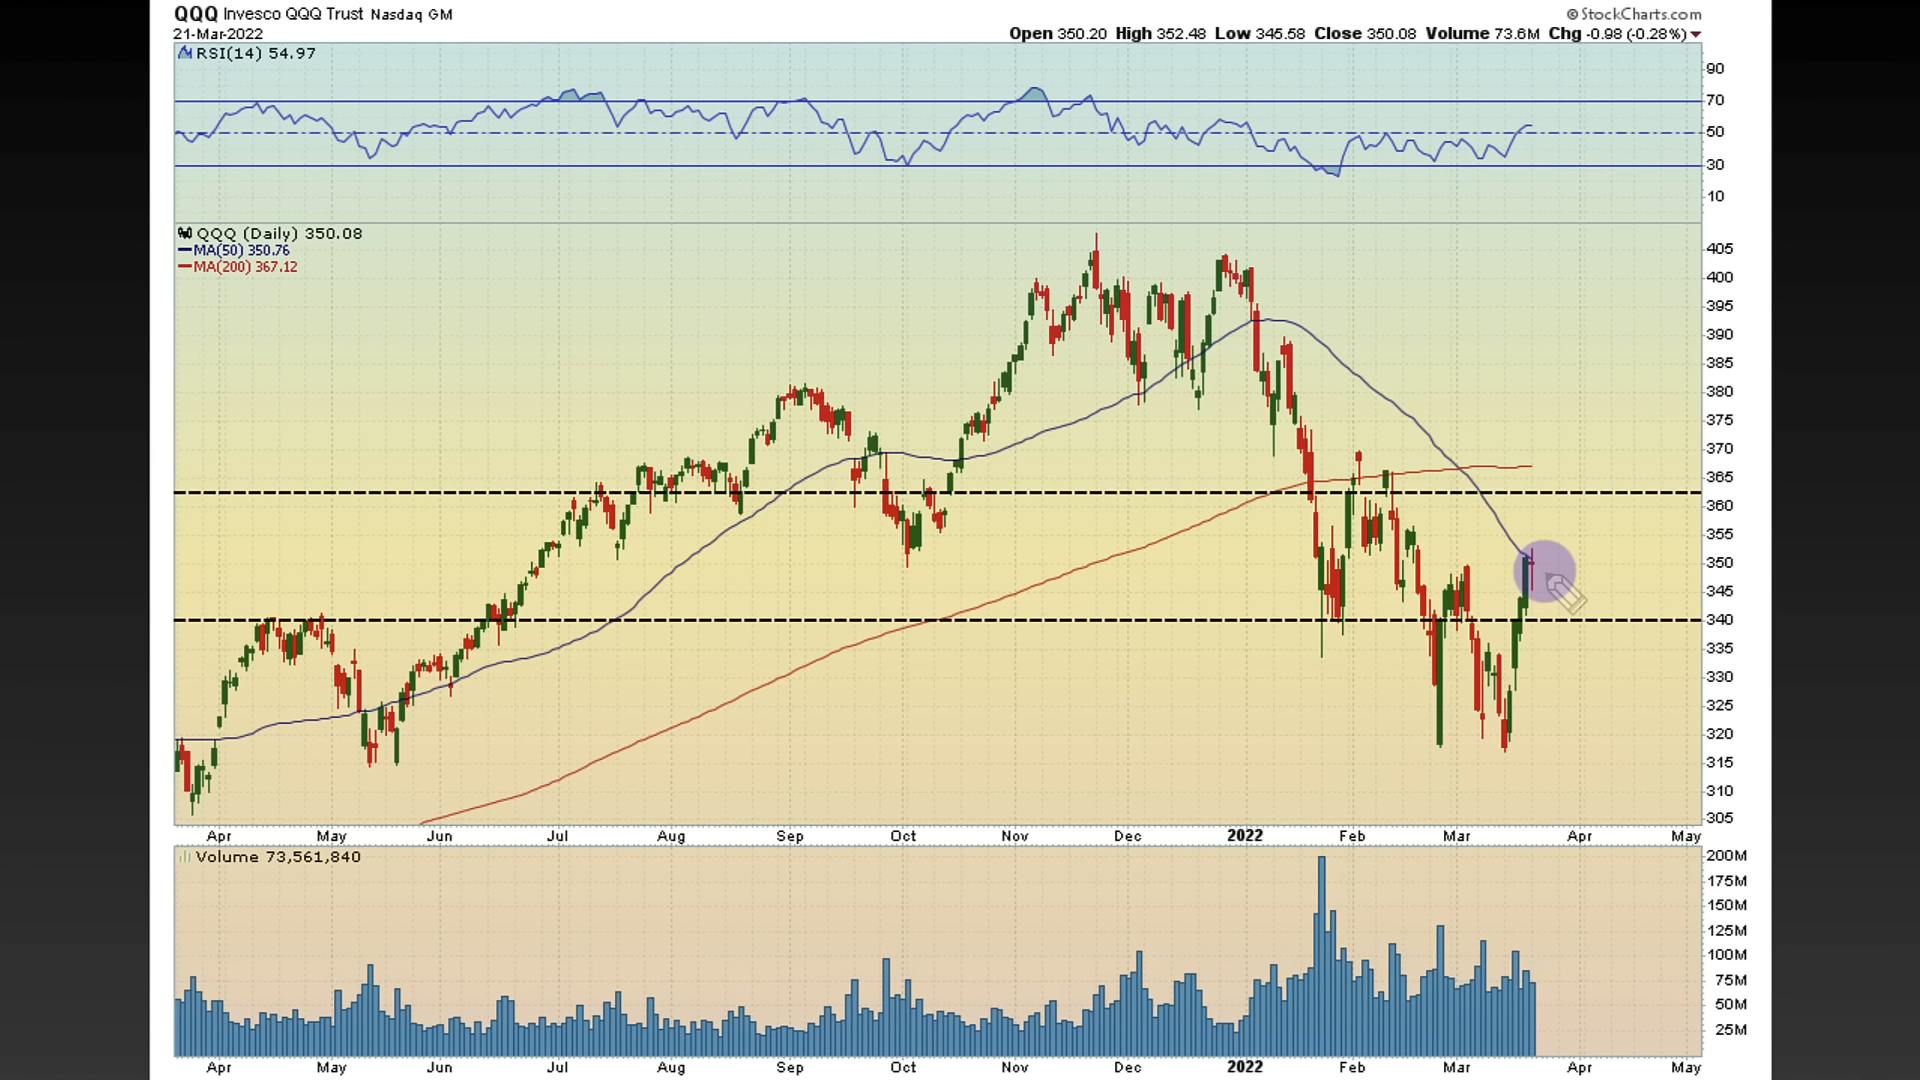 QQQ Invesco QQQ Trust Nasdaq GM
© StockCharts.com
21-Mar-2022
Open 350.20 High 352.48 Low 345.58 Close 350.08 Volume 73.6M Chg -0.98 (-0.28%)
RSI(14) 54.97
90
70
50
30
10
QQQ (Daily) 350.08
MA(50) 350.76
MA(200) 367.12
405
400
395
390
385
380
375
370
365
360
355
350
345
340
335
330
325
320
315
310
305
Apr May Jun Jul Aug Sep Oct Nov Dec 2022 Feb Mar Apr May
Volume 73,561,840
200M
175M
150M
125M
100M
75M
50M
25M
Apr May Jun Jul Aug Sep Oct Nov Dec 2022 Feb Mar Apr May